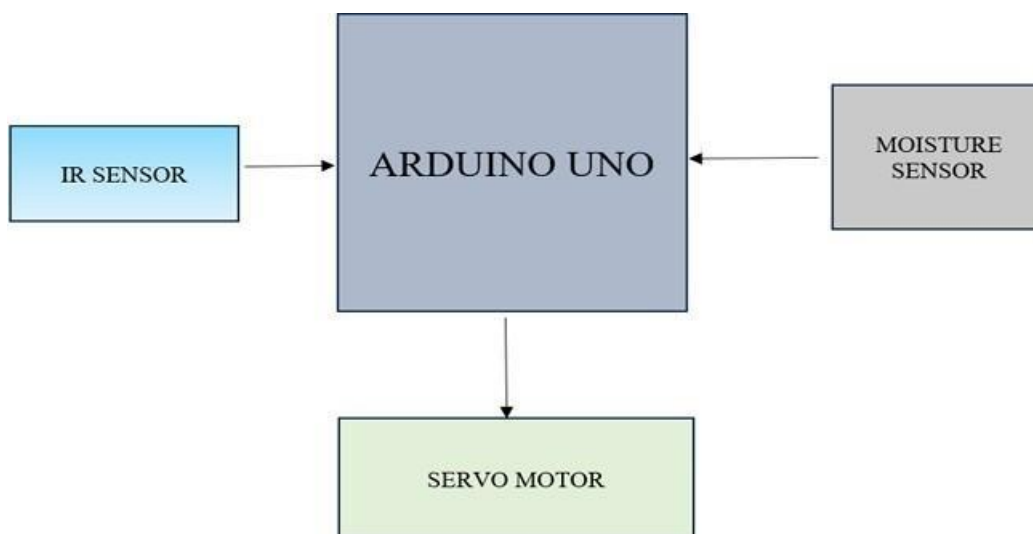 ARDUINO UNO
IR SENSOR
MOISTURE
SENSOR
SERVO MOTOR